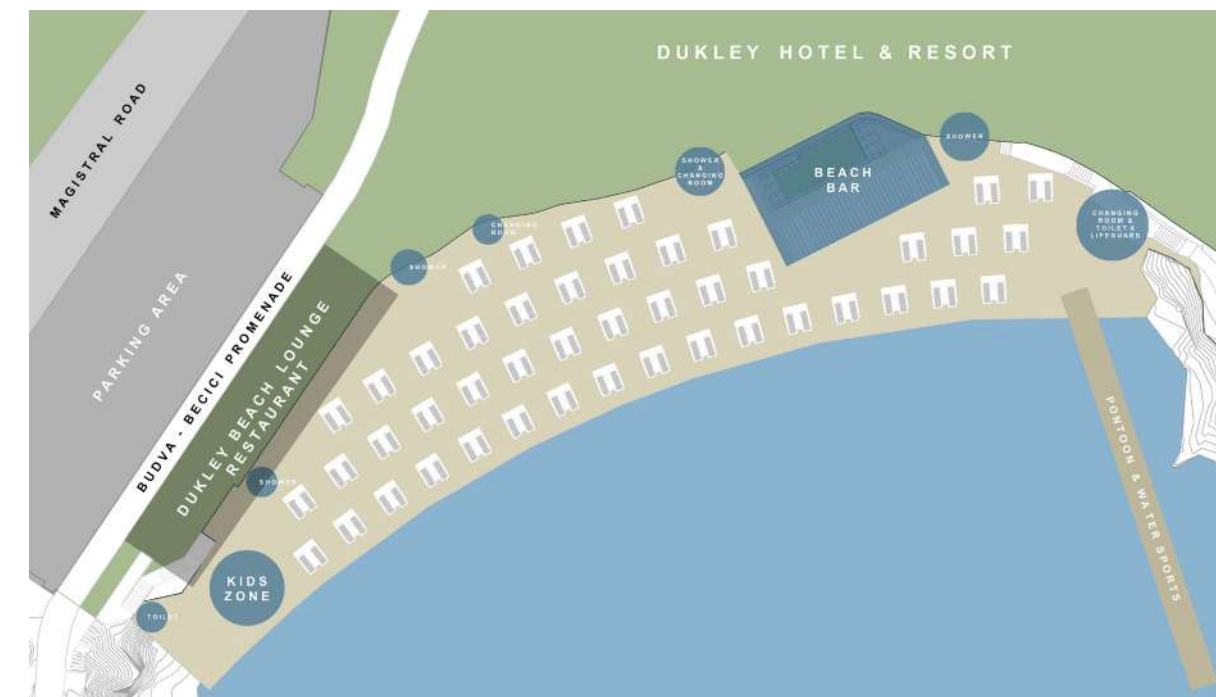 DUKLEY HOTEL & RESORT
MAGISTRAL ROAD
PARKING AREA
BUDVA - BECICI PROMENADE
DUKLEY BEACH LOUNGE
RESTAURANT
SHOWER
SHOWER
&
CHANGING
ROOM
BEACH
BAR
CHANGING
ROOM &
TOILET &
LIFEGUARD
CHANGING
ROOM
SHOWER
SHOWER
KIDS
ZONE
TOILET
PONTOON & WATER SPORTS